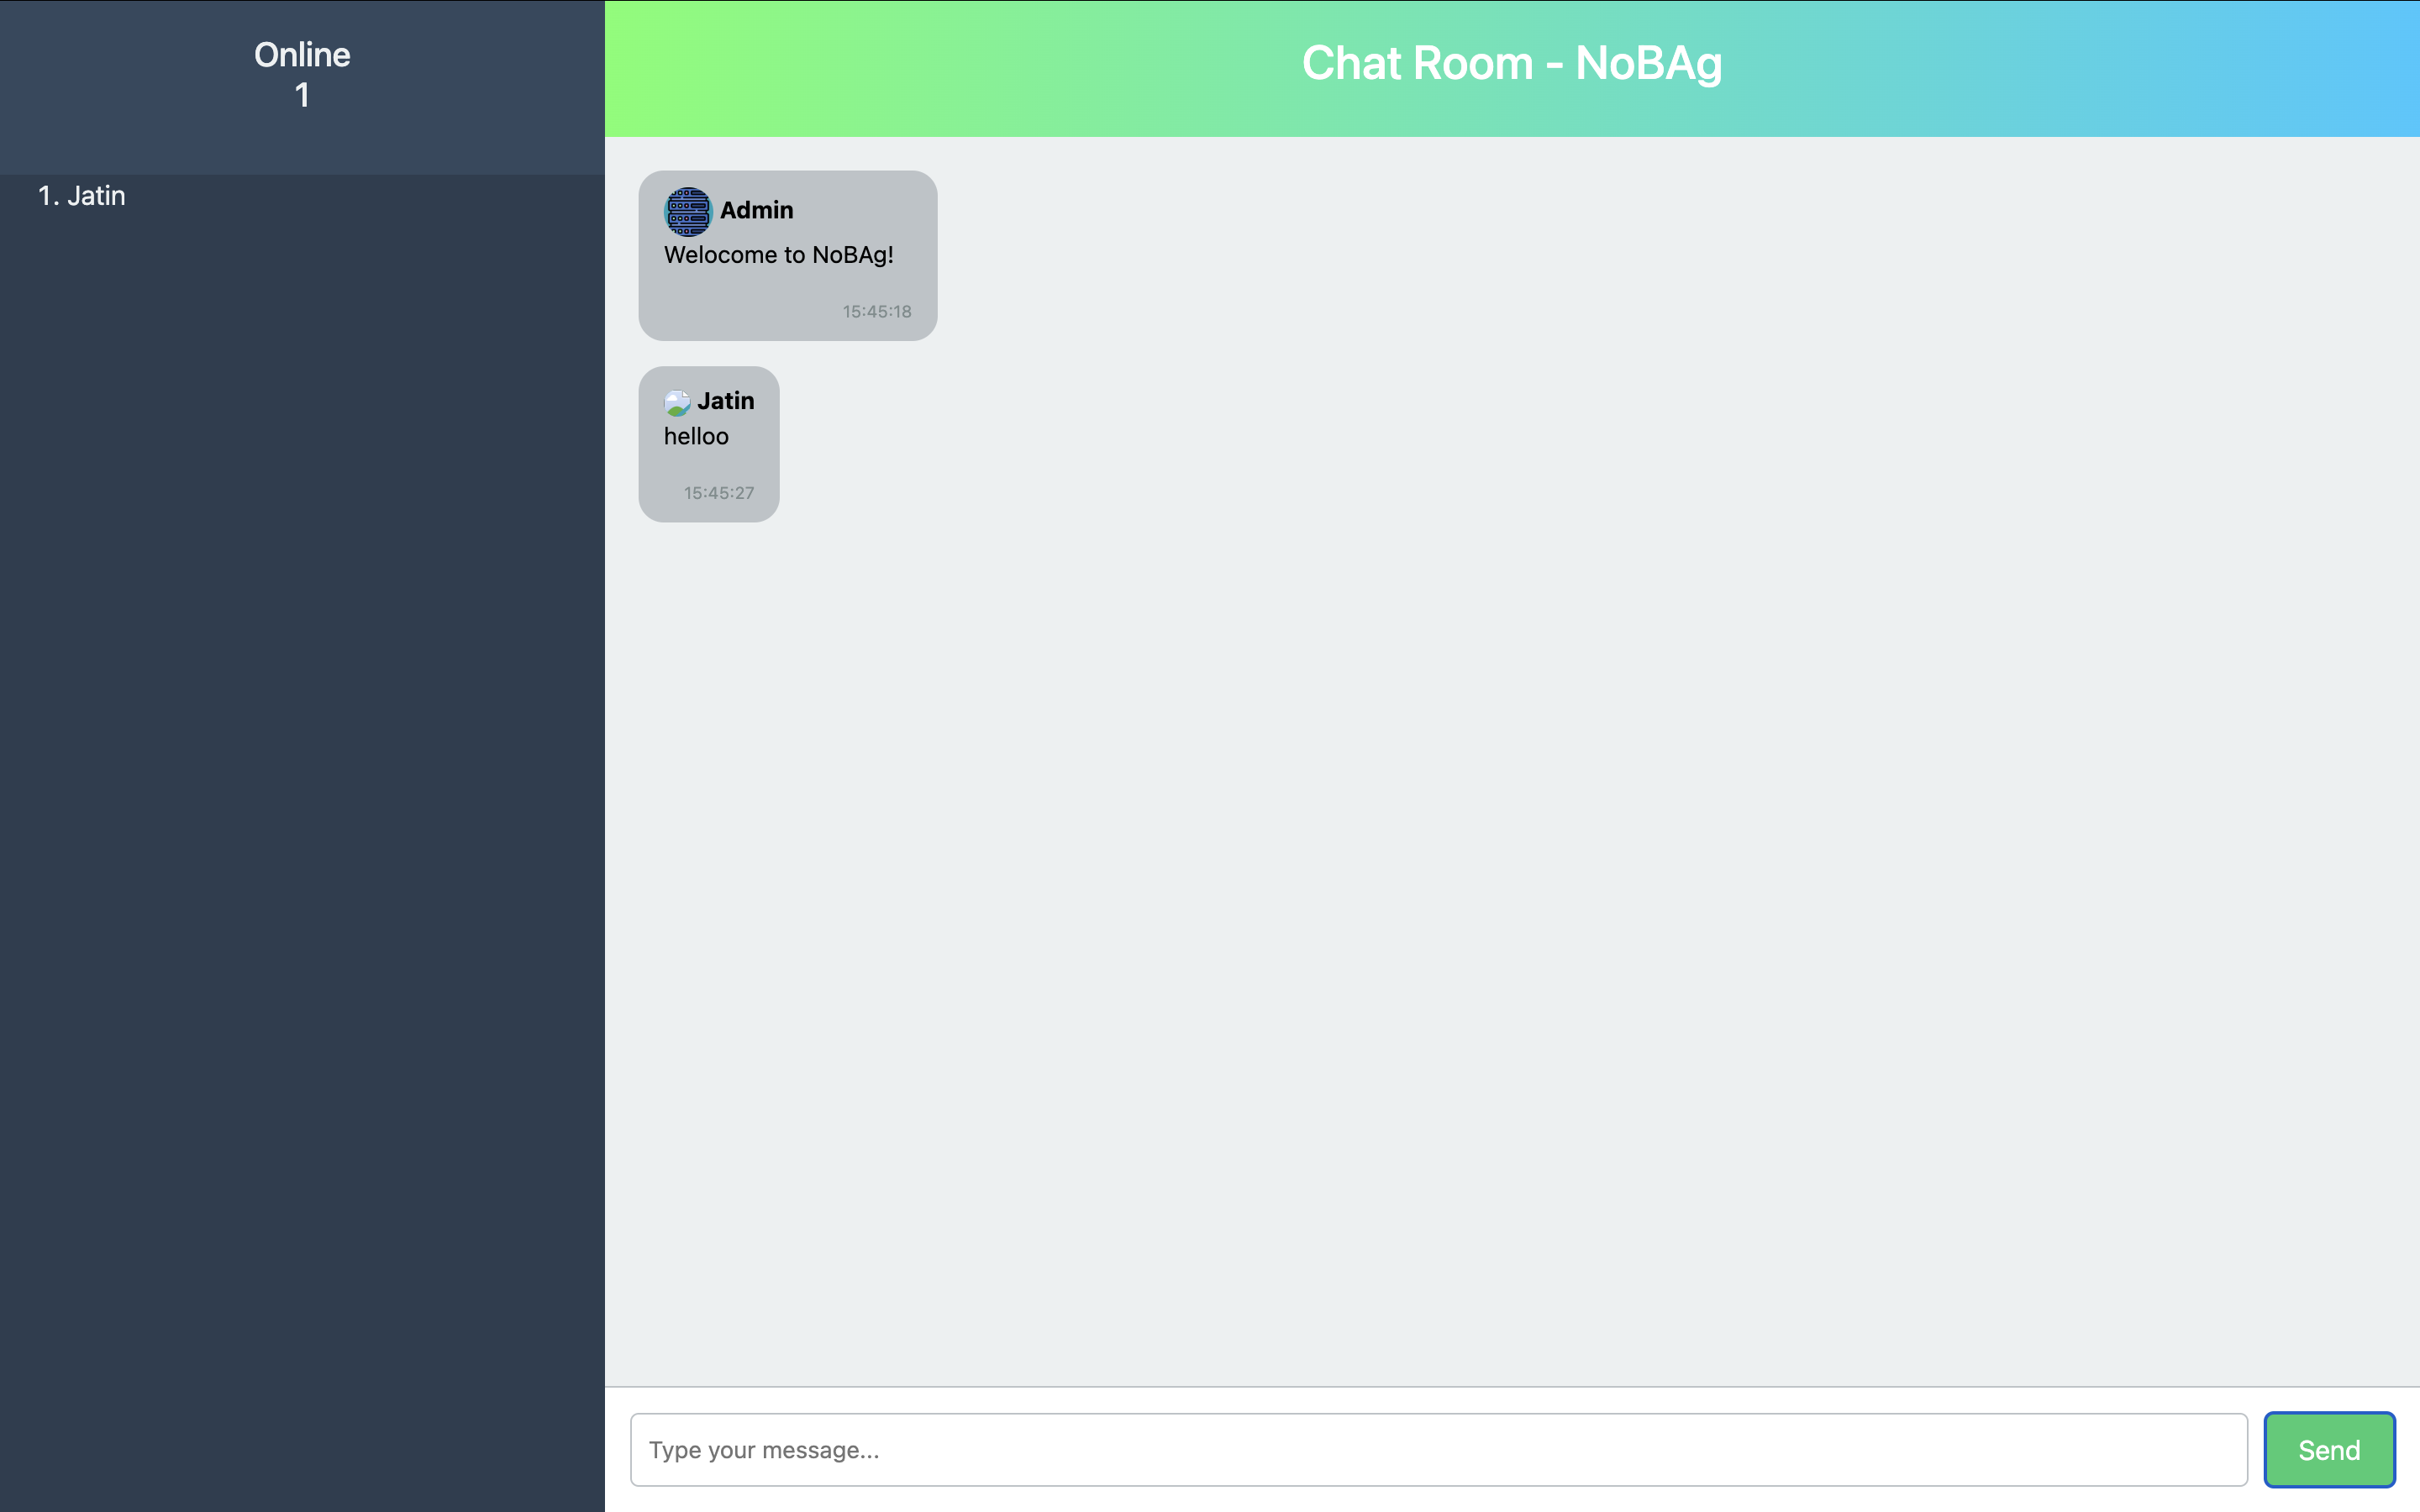 Online
1
1. Jatin
Chat Room - NoBAg
Admin
Welocome to NoBAg!
15:45:18
Jatin
helloo
15:45:27
Type your message...
Send